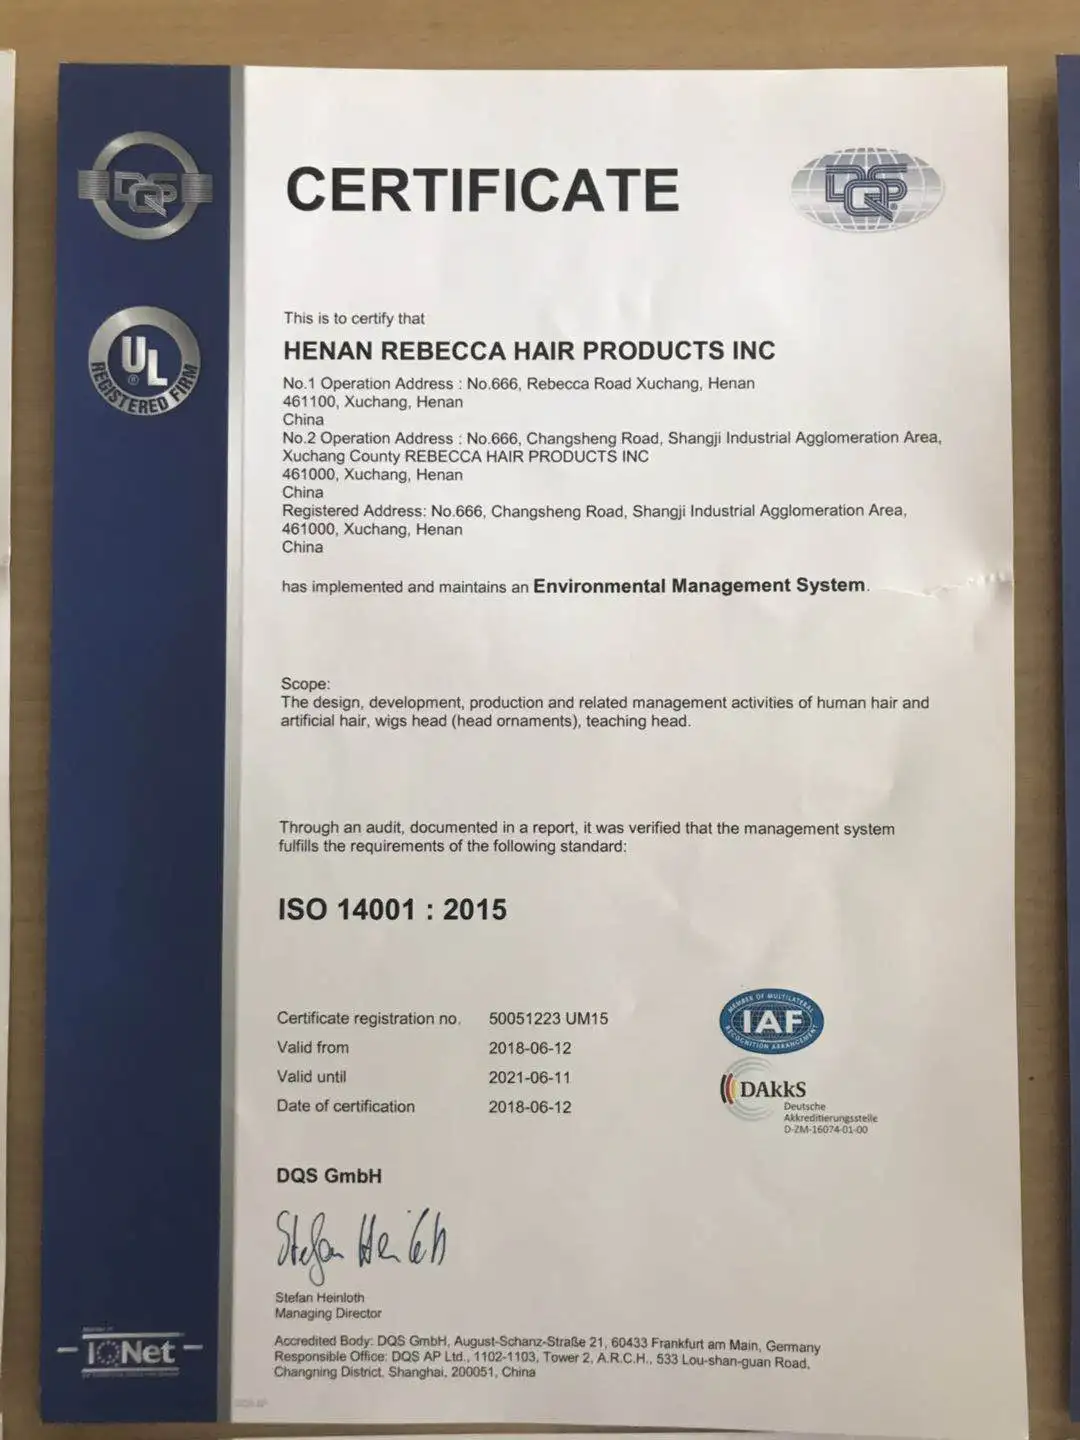 DQS
CERTIFICATE
DQS
UL
®
REGISTERED FIRM
This is to certify that
HENAN REBECCA HAIR PRODUCTS INC
No.1 Operation Address : No.666, Rebecca Road Xuchang, Henan
461100, Xuchang, Henan
China
No.2 Operation Address : No.666, Changsheng Road, Shangji Industrial Agglomeration Area,
Xuchang County REBECCA HAIR PRODUCTS INC
461000, Xuchang, Henan
China
Registered Address: No.666, Changsheng Road, Shangji Industrial Agglomeration Area,
461000, Xuchang, Henan
China
has implemented and maintains an Environmental Management System.
Scope:
The design, development, production and related management activities of human hair and
artificial hair, wigs head (head ornaments), teaching head.
Through an audit, documented in a report, it was verified that the management system
fulfills the requirements of the following standard:
ISO 14001 : 2015
Certificate registration no. 50051223 UM15
Valid from 2018-06-12
Valid until 2021-06-11
Date of certification 2018-06-12
MEMBER OF MULTILATERAL
IAF
RECOGNITION ARRANGEMENT
DAkkS
Deutsche
Akkreditierungsstelle
D-ZM-16074-01-00
DQS GmbH
Stefan Heinloth
Managing Director
Accredited Body: DQS GmbH, August-Schanz-Straße 21, 60433 Frankfurt am Main, Germany
Responsible Office: DQS AP Ltd., 1102-1103, Tower 2, A.R.C.H., 533 Lou-shan-guan Road,
Changning District, Shanghai, 200051, China
IQNet